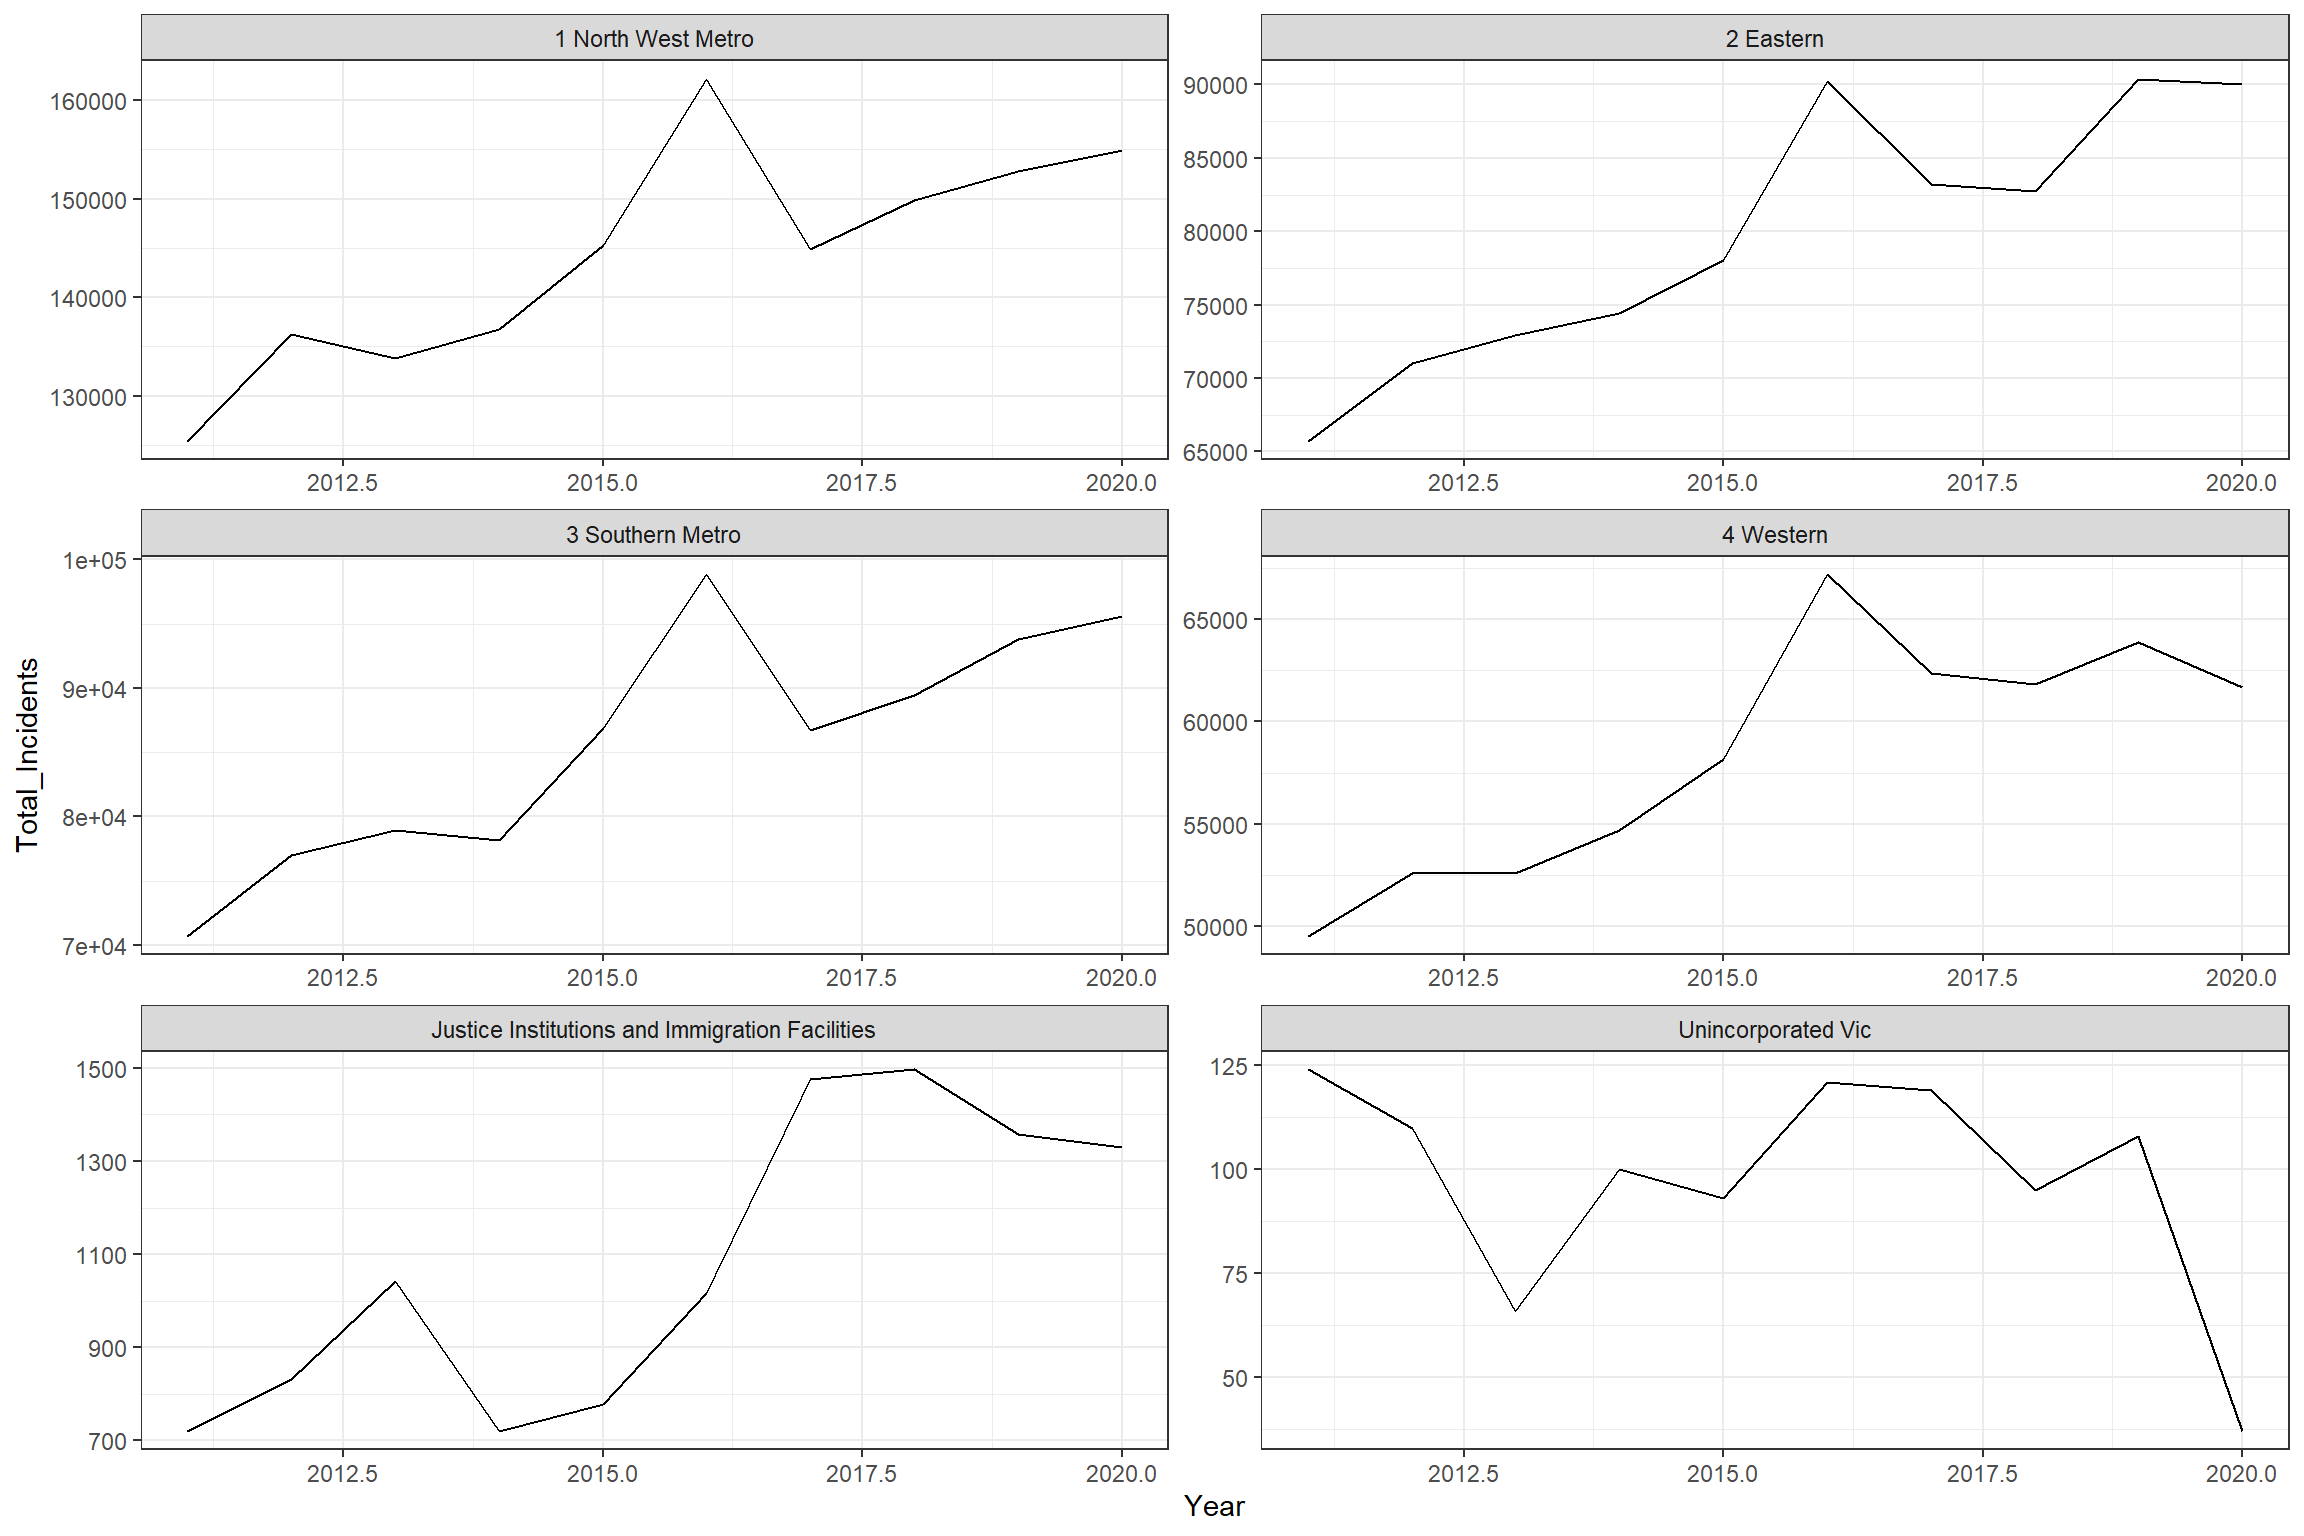 1 North West Metro
160000
150000
140000
130000
2012.5 2015.0 2017.5 2020.0
2 Eastern
90000
85000
80000
75000
70000
65000
2012.5 2015.0 2017.5 2020.0
3 Southern Metro
1e+05
9e+04
8e+04
7e+04
2012.5 2015.0 2017.5 2020.0
4 Western
65000
60000
55000
50000
2012.5 2015.0 2017.5 2020.0
Justice Institutions and Immigration Facilities
1500
1300
1100
900
700
2012.5 2015.0 2017.5 2020.0
Unincorporated Vic
125
100
75
50
2012.5 2015.0 2017.5 2020.0
Total_Incidents
Year